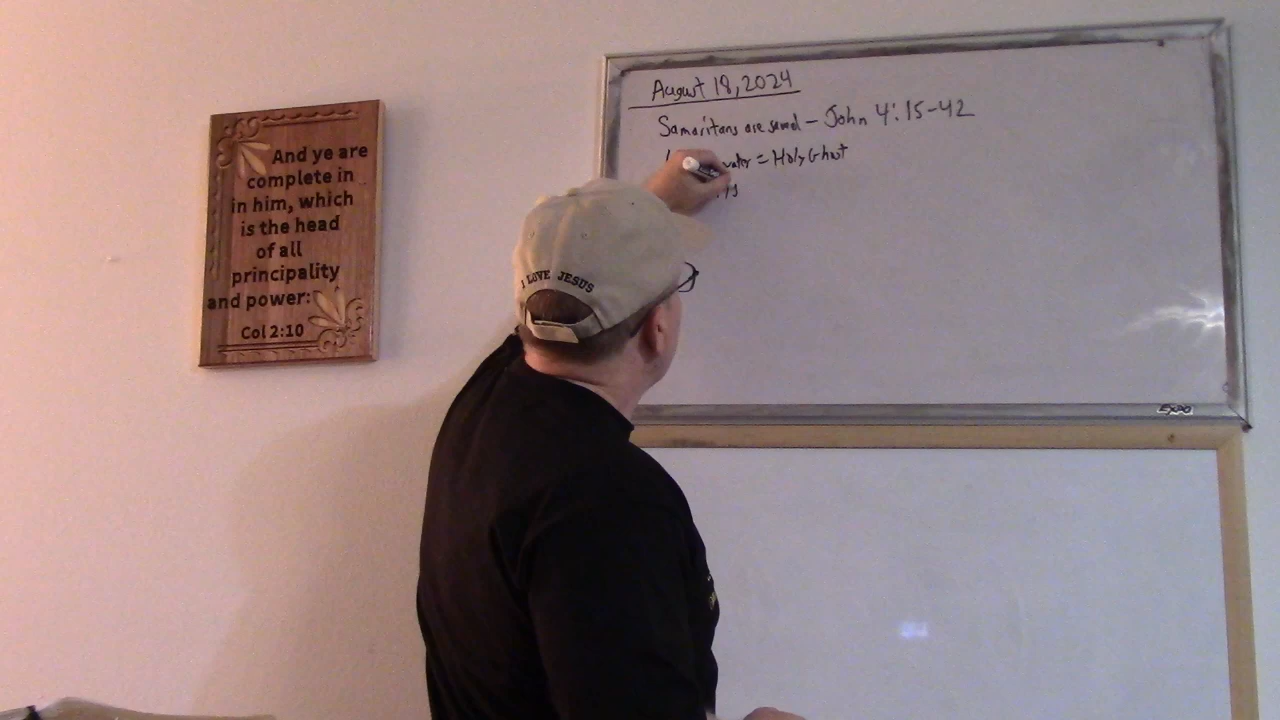 And ye are
complete in
in him, which
is the head
of all
principality
and power:
Col 2:10
August 18, 2024
Samaritans are saved - John 4:15-42
water = Holy Ghost
I LOVE JESUS
EXPO